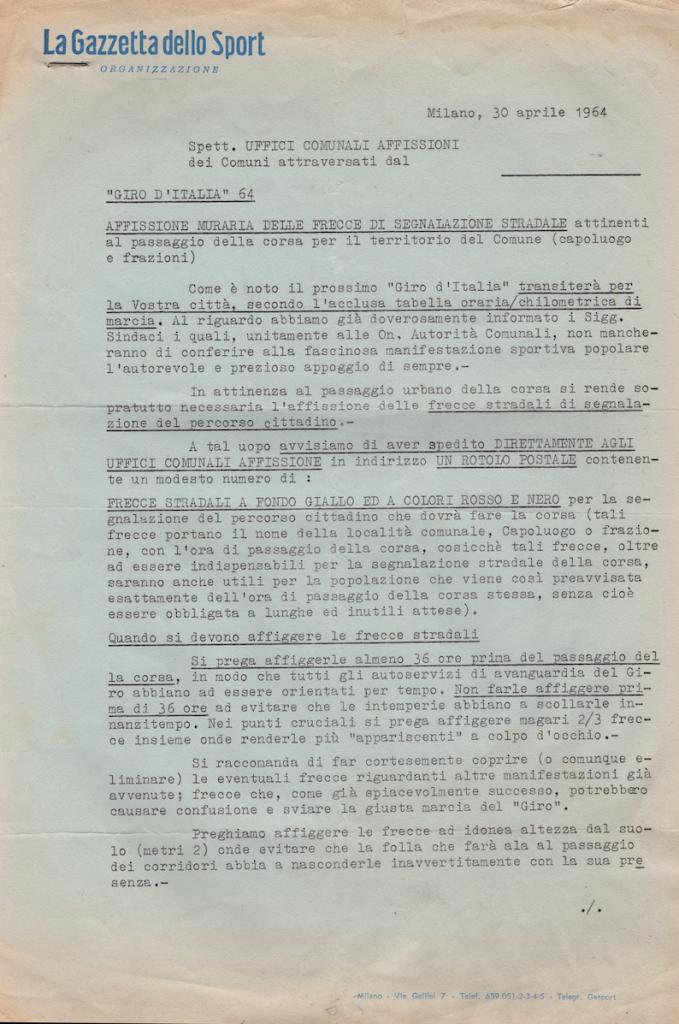 La Gazzetta dello Sport
ORGANIZZAZIONE
Milano, 30 aprile 1964
Spett. UFFICI COMUNALI AFFISSIONI
dei Comuni attraversati dal
"GIRO D'ITALIA" 64
AFFISSIONE MURARIA DELLE FRECCE DI SEGNALAZIONE STRADALE attinenti
al passaggio della corsa per il territorio del Comune (capoluogo
e frazioni)
Come è noto il prossimo "Giro d'Italia" transiterà per
la Vostra città, secondo l'acclusa tabella oraria/chilometrica di
marcia. Al riguardo abbiamo già doverosamente informato i Sigg.
Sindaci i quali, unitamente alle On. Autorità Comunali, non manche-
ranno di conferire alla fascinosa manifestazione sportiva popolare
l'autorevole e prezioso appoggio di sempre.-
In attinenza al passaggio urbano della corsa si rende so-
pratutto necessaria l'affissione delle frecce stradali di segnala-
zione del percorso cittadino.-
A tal uopo avvisiamo di aver spedito DIRETTAMENTE AGLI
UFFICI COMUNALI AFFISSIONE in indirizzo UN ROTOLO POSTALE contenen-
te un modesto numero di :
FRECCE STRADALI A FONDO GIALLO ED A COLORI ROSSO E NERO per la se-
gnalazione del percorso cittadino che dovrà fare la corsa (tali
frecce portano il nome della località comunale, Capoluogo o frazio-
ne, con l'ora di passaggio della corsa, cosicchè tali frecce, oltre
ad essere indispensabili per la segnalazione stradale della corsa,
saranno anche utili per la popolazione che viene così preavvisata
esattamente dell'ora di passaggio della corsa stessa, senza cioè
essere obbligata a lunghe ed inutili attese).
Quando si devono affiggere le frecce stradali
Si prega affiggerle almeno 36 ore prima del passaggio del
la corsa, in modo che tutti gli autoservizi di avanguardia del Gi-
ro abbiano ad essere orientati per tempo. Non farle affiggere pri-
ma di 36 ore ad evitare che le intemperie abbiano a scollarle in-
nanzitempo. Nei punti cruciali si prega affiggere magari 2/3 frec-
ce insieme onde renderle più "appariscenti" a colpo d'occhio.-
Si raccomanda di far cortesemente coprire (o comunque e-
liminare) le eventuali frecce riguardanti altre manifestazioni già
avvenute; frecce che, come già spiacevolmente successo, potrebbero
causare confusione e sviare la giusta marcia del "Giro".
Preghiamo affiggere le frecce ad idonea altezza dal suo-
lo (metri 2) onde evitare che la folla che farà ala al passaggio
dei corridori abbia a nasconderle inavvertitamente con la sua pre
senza.-
./.
Milano - Via Galilei 7 - Telef. 639.051-2-3-4-5 - Telegr. Gasport